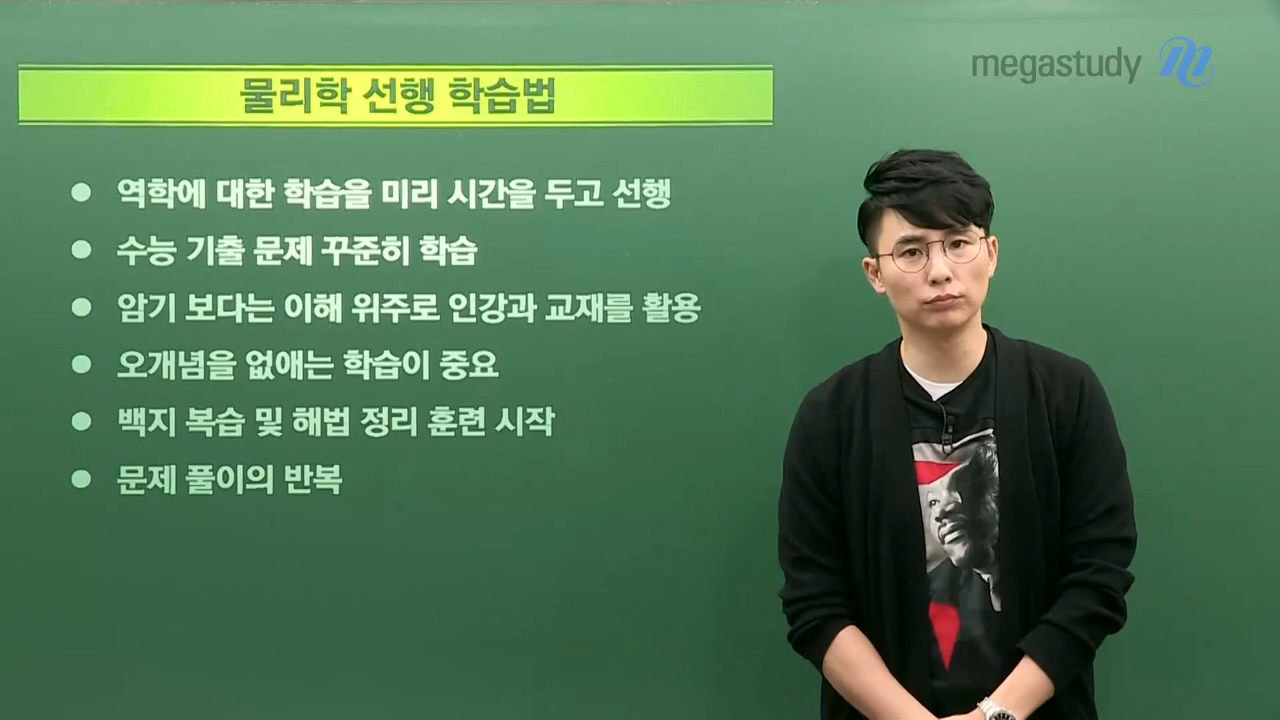 megastudy
물리학 선행 학습법
● 역학에 대한 학습을 미리 시간을 두고 선행
● 수능 기출 문제 꾸준히 학습
● 암기 보다는 이해 위주로 인강과 교재를 활용
● 오개념을 없애는 학습이 중요
● 백지 복습 및 해법 정리 훈련 시작
● 문제 풀이의 반복